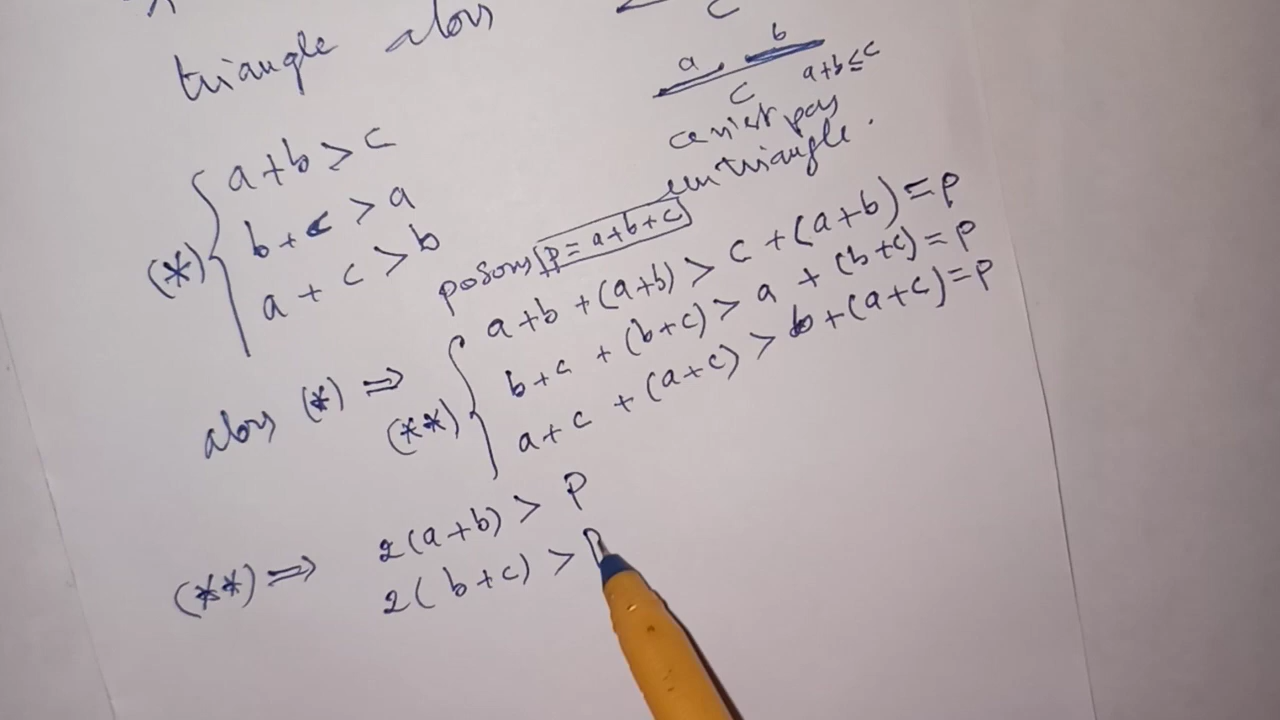 triangle alors
c
a b
c a+b≤c
ce n'est pas
un triangle.
(*) { a+b > c
b+c > a
a + c > b
posons p = a+b+c
alors (*) ⇒ (**) { a+b + (a+b) > c + (a+b) = p
b+c + (b+c) > a + (b+c) = p
a+c + (a+c) > b + (a+c) = p
(**) ⇒ 2(a+b) > p
2(b+c) > p